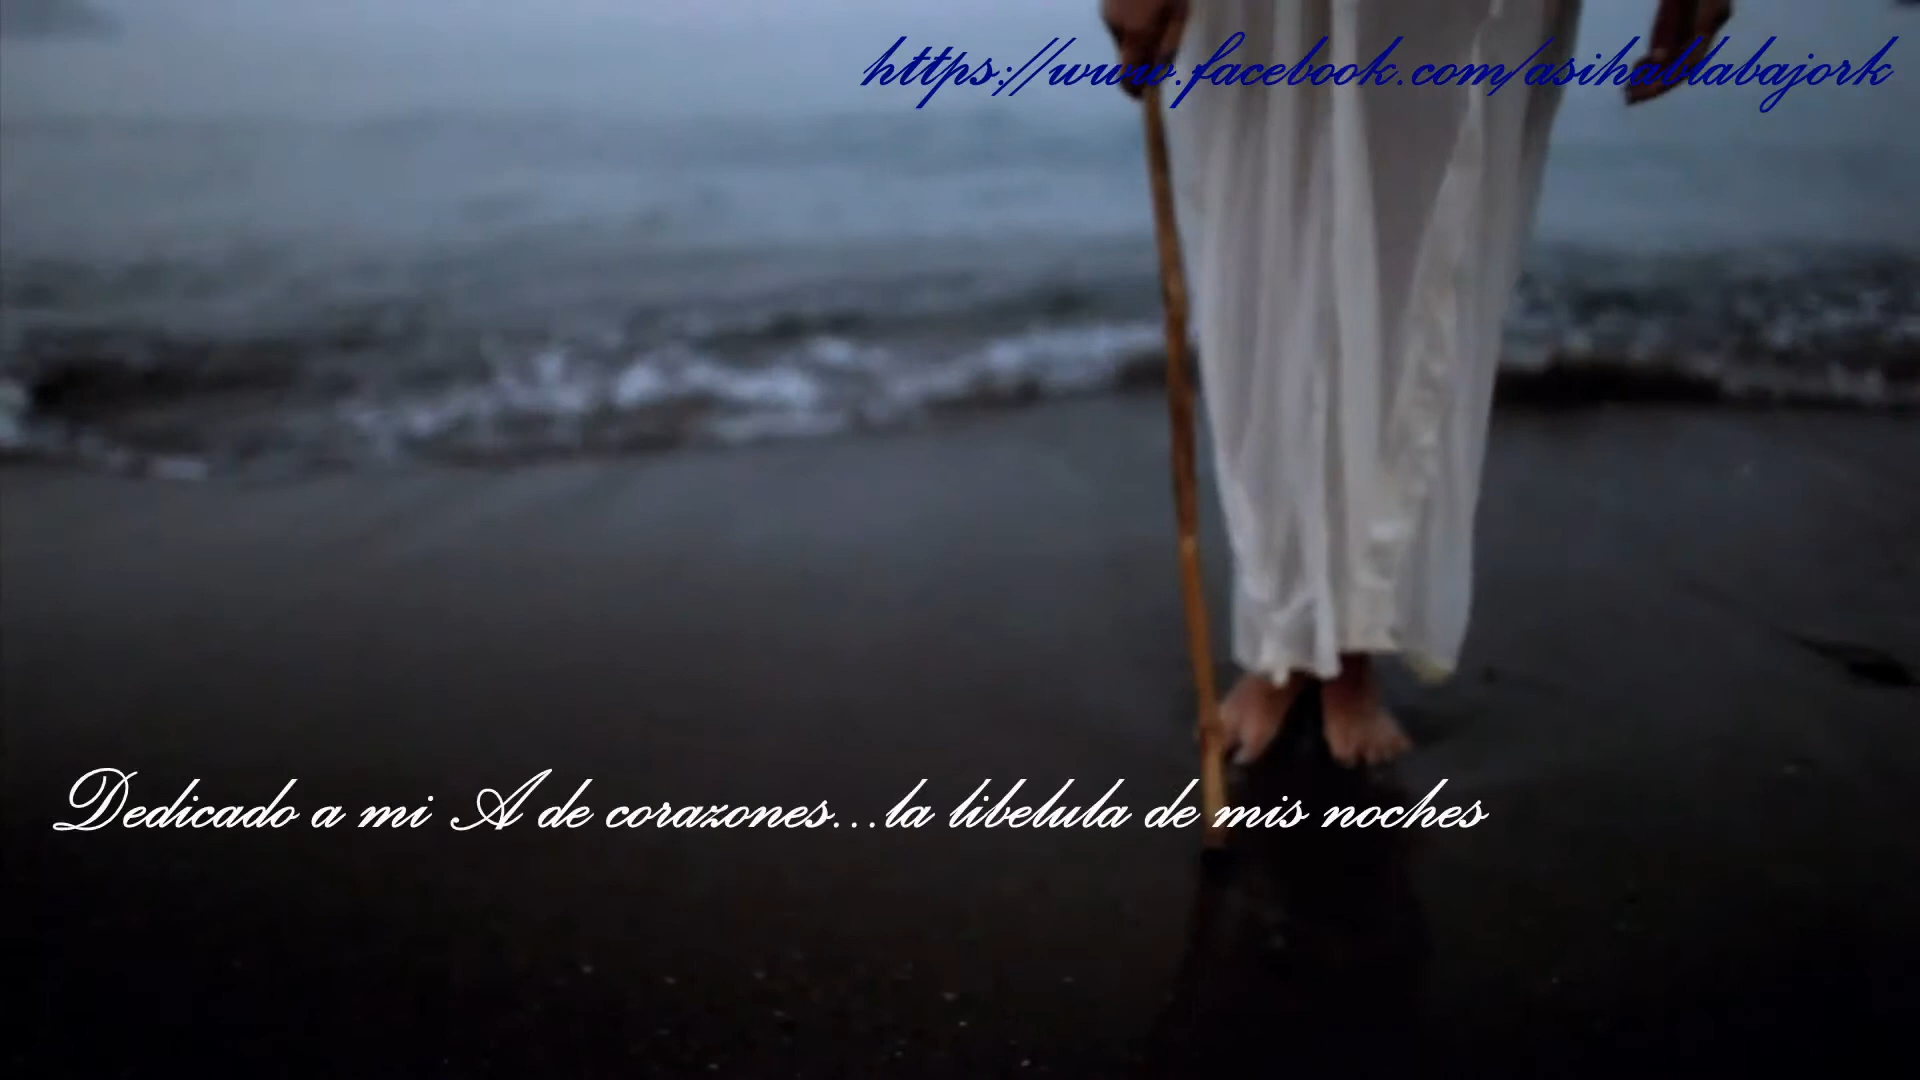 https://www.facebook.com/asihablabajork
Dedicado a mi A de corazones...la libelula de mis noches